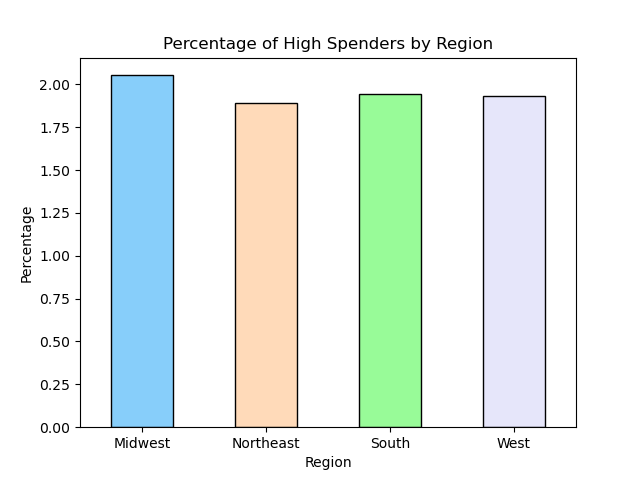 Percentage of High Spenders by Region
Percentage
2.00
1.75
1.50
1.25
1.00
0.75
0.50
0.25
0.00
Midwest Northeast South West
Region